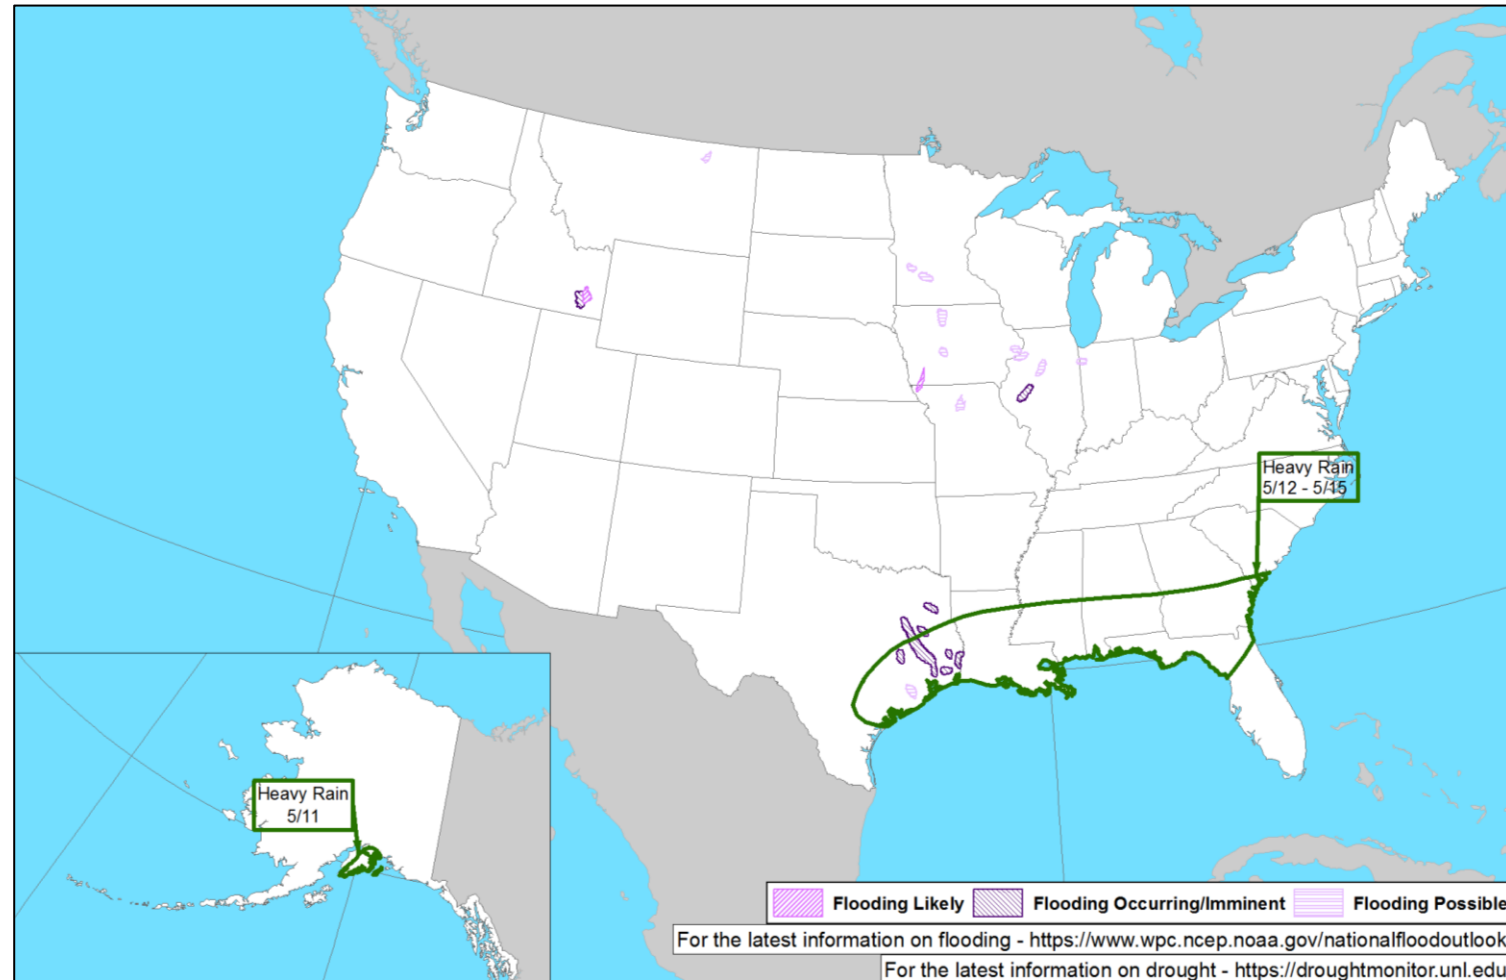 Heavy Rain
5/12 - 5/15
Heavy Rain
5/11
Flooding Likely
Flooding Occurring/Imminent
Flooding Possible
For the latest information on flooding - https://www.wpc.ncep.noaa.gov/nationalfloodoutlook
For the latest information on drought - https://droughtmonitor.unl.edu